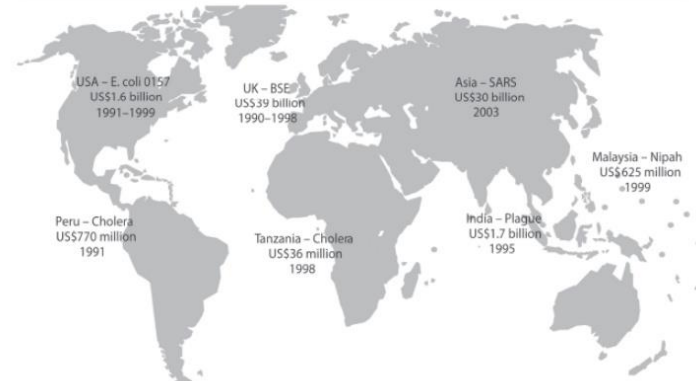 USA – E. coli 0157
US$1.6 billion
1991–1999
UK – BSE
US$39 billion
1990–1998
Asia – SARS
US$30 billion
2003
Malaysia – Nipah
US$625 million
1999
Peru – Cholera
US$770 million
1991
Tanzania – Cholera
US$36 million
1998
India – Plague
US$1.7 billion
1995